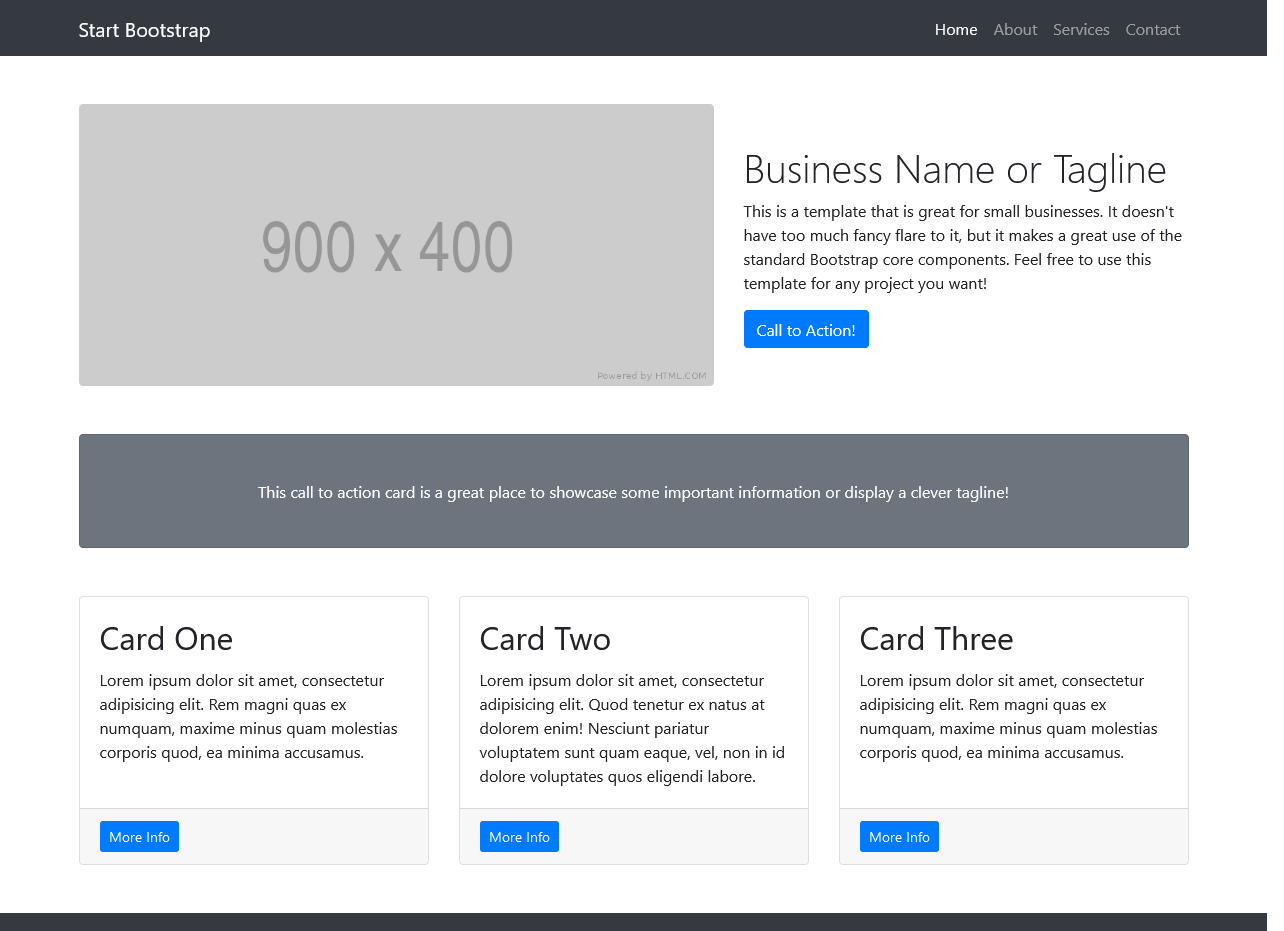 Start Bootstrap
Home About Services Contact
900 x 400
Powered by HTML.COM
Business Name or Tagline
This is a template that is great for small businesses. It doesn't
have too much fancy flare to it, but it makes a great use of the
standard Bootstrap core components. Feel free to use this
template for any project you want!
Call to Action!
This call to action card is a great place to showcase some important information or display a clever tagline!
Card One
Lorem ipsum dolor sit amet, consectetur
adipisicing elit. Rem magni quas ex
numquam, maxime minus quam molestias
corporis quod, ea minima accusamus.
More Info
Card Two
Lorem ipsum dolor sit amet, consectetur
adipisicing elit. Quod tenetur ex natus at
dolorem enim! Nesciunt pariatur
voluptatem sunt quam eaque, vel, non in id
dolore voluptates quos eligendi labore.
More Info
Card Three
Lorem ipsum dolor sit amet, consectetur
adipisicing elit. Rem magni quas ex
numquam, maxime minus quam molestias
corporis quod, ea minima accusamus.
More Info